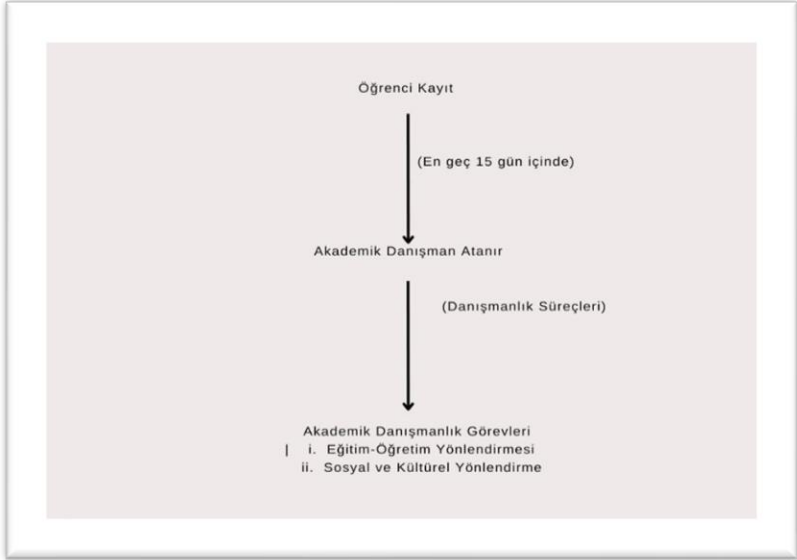 Öğrenci Kayıt
(En geç 15 gün içinde)
Akademik Danışman Atanır
(Danışmanlık Süreçleri)
Akademik Danışmanlık Görevleri
| i. Eğitim-Öğretim Yönlendirmesi
ii. Sosyal ve Kültürel Yönlendirme